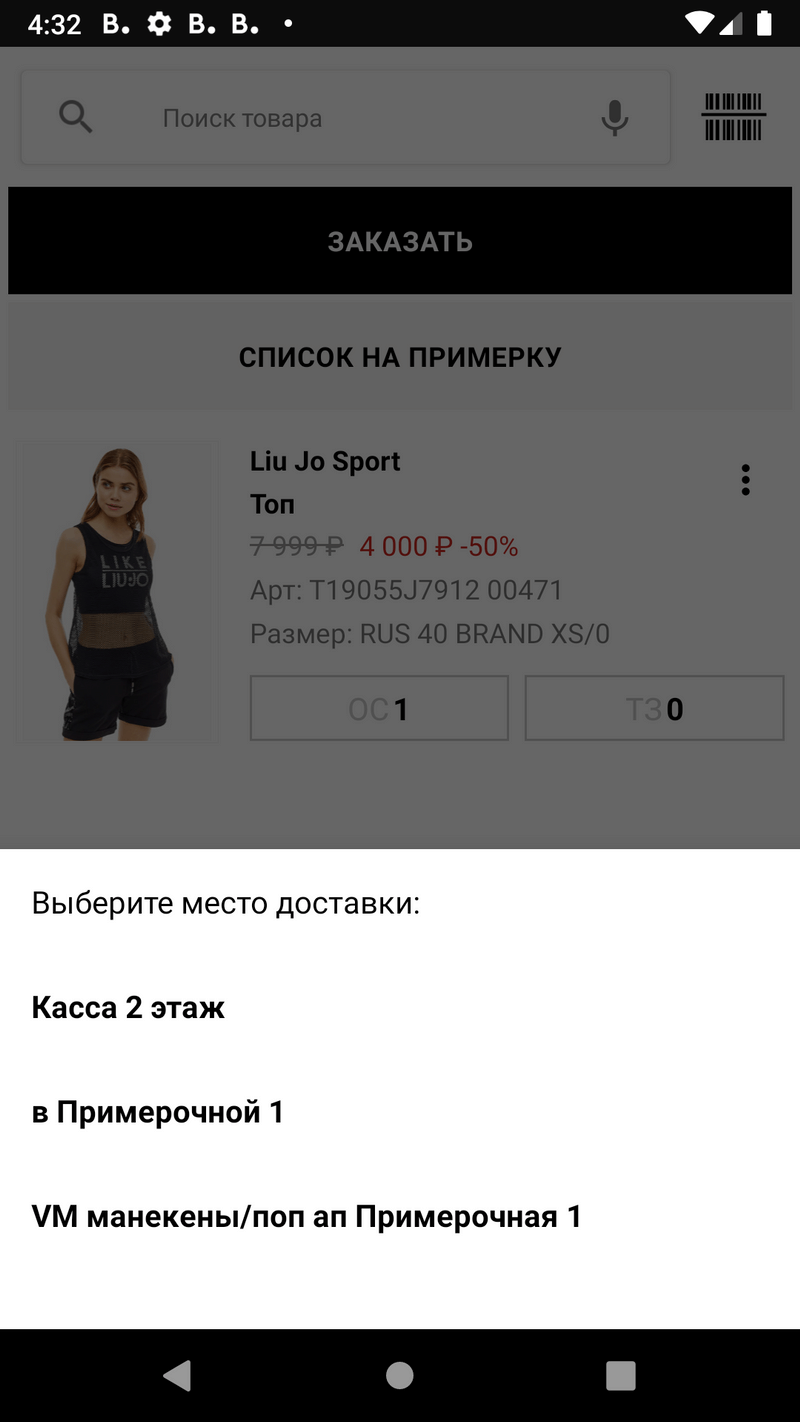 4:32 B. B. B.
Поиск товара
ЗАКАЗАТЬ
СПИСОК НА ПРИМЕРКУ
Liu Jo Sport
Топ
7 999 ₽ 4 000 ₽ -50%
Арт: T19055J7912 00471
Размер: RUS 40 BRAND XS/0
LIKE
LIU·JO
ОС 1 ТЗ 0
Выберите место доставки:
Касса 2 этаж
в Примерочной 1
VM манекены/поп ап Примерочная 1